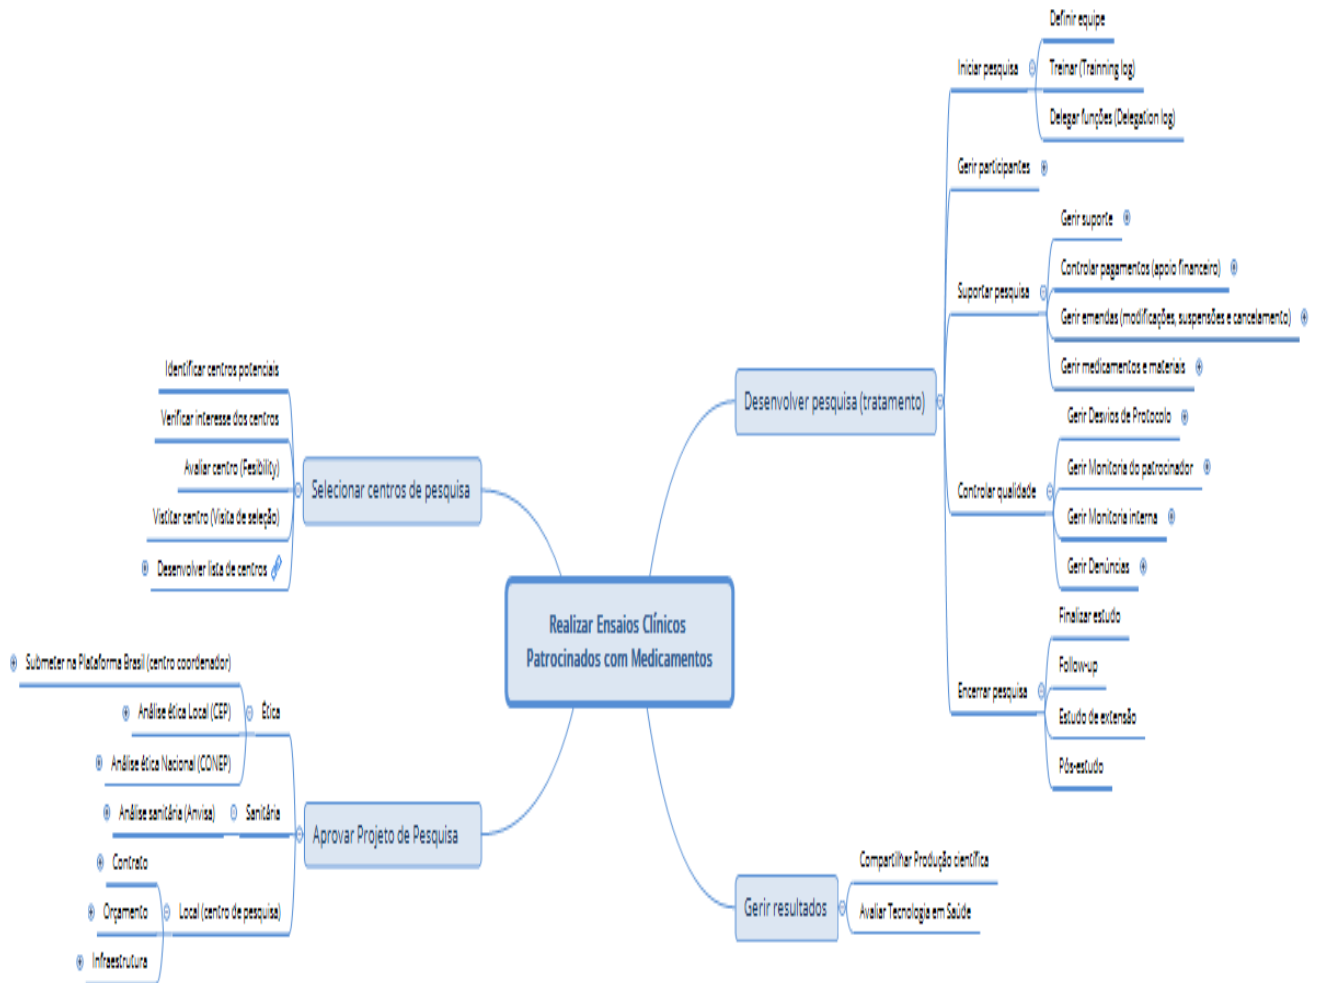 Realizar Ensaios Clínicos
Patrocinados com Medicamentos
Selecionar centros de pesquisa
Identificar centros potenciais
Verificar interesse dos centros
Avaliar centro (Fesibility)
Vistitar centro (Visita de seleção)
Desenvolver lista de centros
Aprovar Projeto de Pesquisa
Ética
Submeter na Plataforma Brasil (centro coordenador)
Análise ética Local (CEP)
Análise ética Nacional (CONEP)
Sanitária
Análise sanitária (Anvisa)
Local (centro de pesquisa)
Contrato
Orçamento
Infraestrutura
Desenvolver pesquisa (tratamento)
Iniciar pesquisa
Definir equipe
Treinar (Trainning log)
Delegar funções (Delegation log)
Gerir participantes
Suportar pesquisa
Gerir suporte
Controlar pagamentos (apoio financeiro)
Gerir emendas (modificações, suspensões e cancelamento)
Gerir medicamentos e materiais
Controlar qualidade
Gerir Desvios de Protocolo
Gerir Monitoria do patrocinador
Gerir Monitoria interna
Gerir Denúncias
Encerrar pesquisa
Finalizar estudo
Follow-up
Estudo de extensão
Pós-estudo
Gerir resultados
Compartilhar Produção científica
Avaliar Tecnologia em Saúde